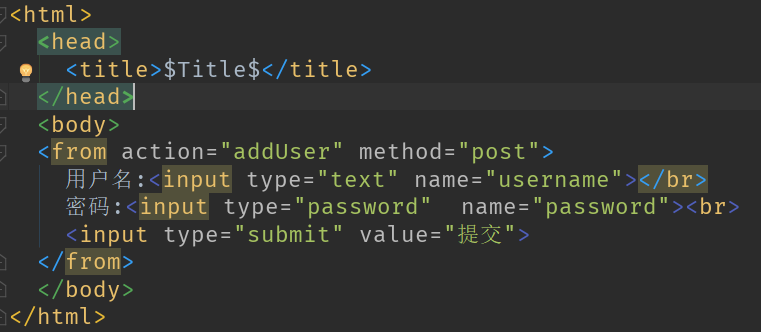 <html>
<head>
<title>$Title$</title>
</head>
<body>
<from action="addUser" method="post">
用户名:<input type="text" name="username"></br>
密码:<input type="password"  name="password"><br>
<input type="submit" value="提交">
</from>
</body>
</html>